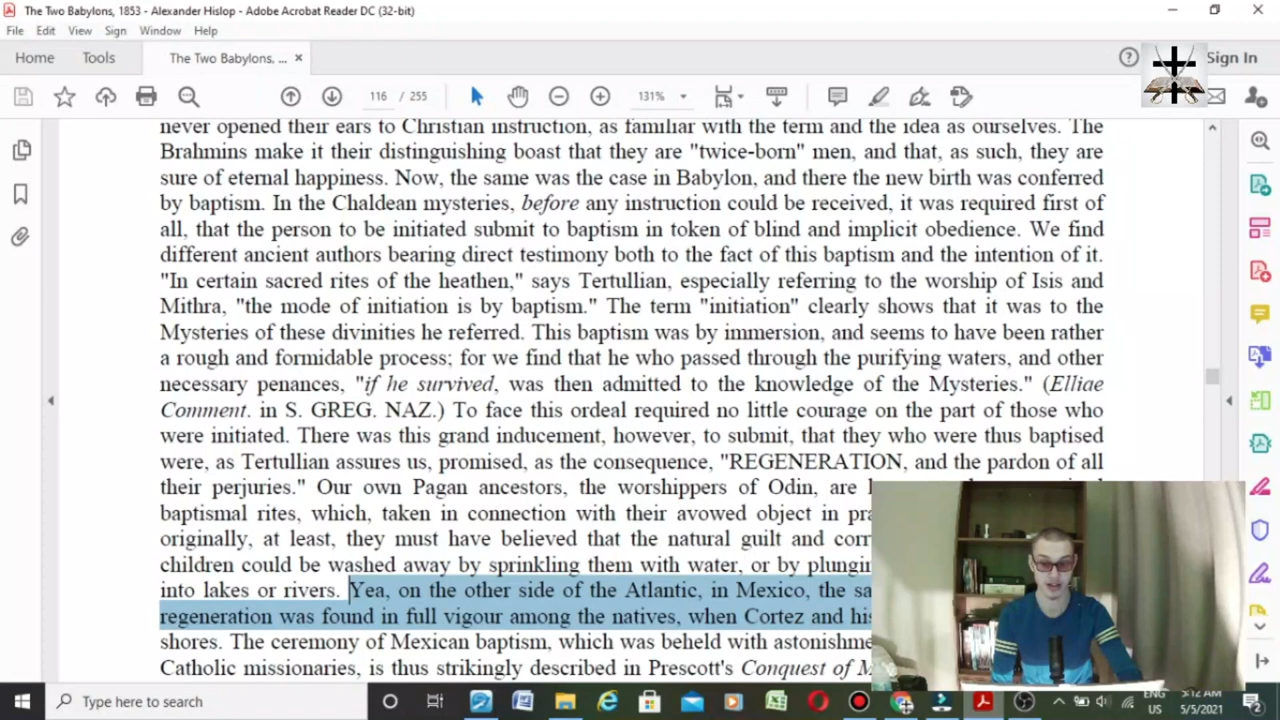 The Two Babylons, 1853 - Alexander Hislop - Adobe Acrobat Reader DC (32-bit)
File Edit View Sign Window Help
Home Tools The Two Babylons, ... ×
Sign In
116 / 255
131%
never opened their ears to Christian instruction, as familiar with the term and the idea as ourselves. The
Brahmins make it their distinguishing boast that they are "twice-born" men, and that, as such, they are
sure of eternal happiness. Now, the same was the case in Babylon, and there the new birth was conferred
by baptism. In the Chaldean mysteries, before any instruction could be received, it was required first of
all, that the person to be initiated submit to baptism in token of blind and implicit obedience. We find
different ancient authors bearing direct testimony both to the fact of this baptism and the intention of it.
"In certain sacred rites of the heathen," says Tertullian, especially referring to the worship of Isis and
Mithra, "the mode of initiation is by baptism." The term "initiation" clearly shows that it was to the
Mysteries of these divinities he referred. This baptism was by immersion, and seems to have been rather
a rough and formidable process; for we find that he who passed through the purifying waters, and other
necessary penances, "if he survived, was then admitted to the knowledge of the Mysteries." (Elliae
Comment. in S. GREG. NAZ.) To face this ordeal required no little courage on the part of those who
were initiated. There was this grand inducement, however, to submit, that they who were thus baptised
were, as Tertullian assures us, promised, as the consequence, "REGENERATION, and the pardon of all
their perjuries." Our own Pagan ancestors, the worshippers of Odin, are
baptismal rites, which, taken in connection with their avowed object in
originally, at least, they must have believed that the natural guilt and
children could be washed away by sprinkling them with water, or by
into lakes or rivers. Yea, on the other side of the Atlantic, in Mexico, the
regeneration was found in full vigour among the natives, when Cortez and
shores. The ceremony of Mexican baptism, which was beheld with
Catholic missionaries, is thus strikingly described in Prescott's Conquest of
Type here to search
ENG
US
5:12 AM
5/5/2021
2